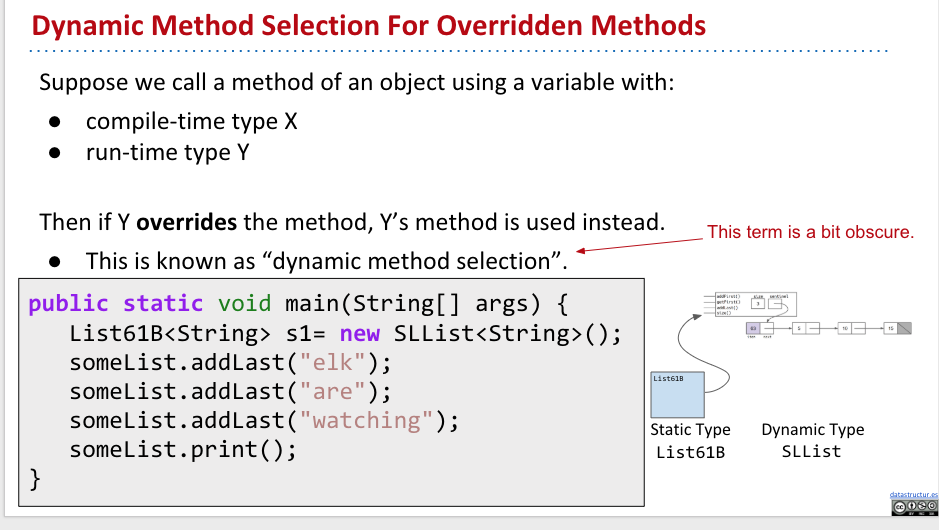 Dynamic Method Selection For Overridden Methods
Suppose we call a method of an object using a variable with:
● compile-time type X
● run-time type Y
Then if Y overrides the method, Y’s method is used instead.
This term is a bit obscure.
● This is known as “dynamic method selection”.
public static void main(String[] args) {
List61B<String> s1= new SLList<String>();
someList.addLast("elk");
someList.addLast("are");
someList.addLast("watching");
someList.print();
}
addFirst()
getFirst()
size()
size sentinel
3
5
10
15
List61B
Static Type
List61B
Dynamic Type
SLList
datastructur.es